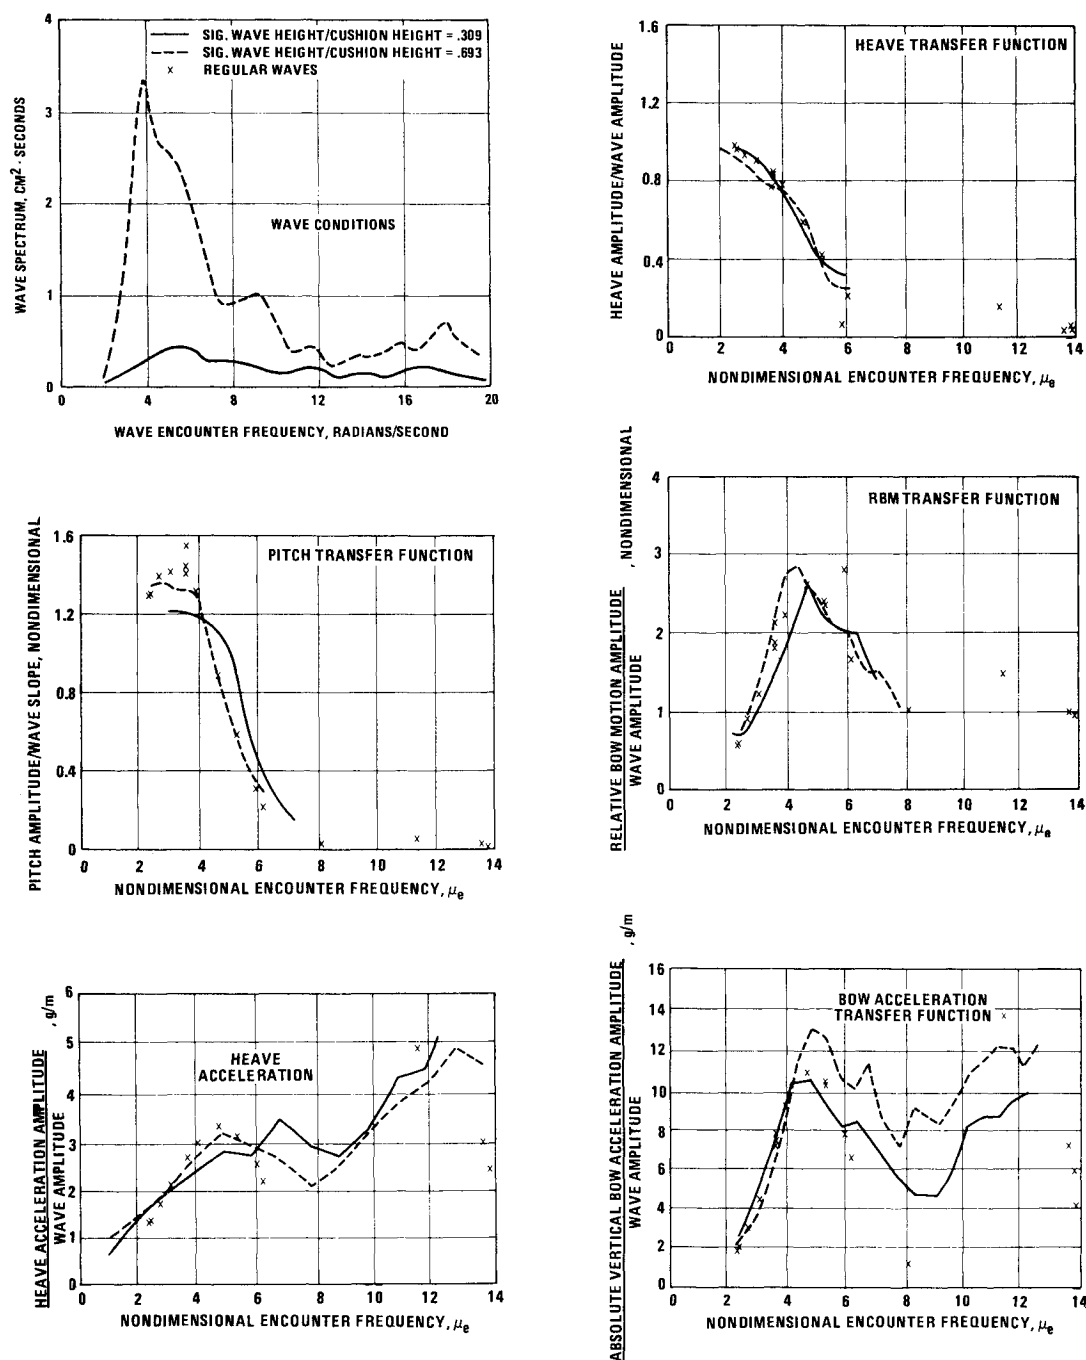 4
3
2
1
0
WAVE SPECTRUM, CM² · SECONDS
SIG. WAVE HEIGHT/CUSHION HEIGHT = .309
SIG. WAVE HEIGHT/CUSHION HEIGHT = .693
x REGULAR WAVES
WAVE CONDITIONS
0 4 8 12 16 20
WAVE ENCOUNTER FREQUENCY, RADIANS/SECOND
HEAVE TRANSFER FUNCTION
1.6
1.2
0.8
0.4
0
HEAVE AMPLITUDE/WAVE AMPLITUDE
0 2 4 6 8 10 12 14
NONDIMENSIONAL ENCOUNTER FREQUENCY, μe
PITCH TRANSFER FUNCTION
1.6
1.2
0.8
0.4
0
PITCH AMPLITUDE/WAVE SLOPE, NONDIMENSIONAL
0 2 4 6 8 10 12 14
NONDIMENSIONAL ENCOUNTER FREQUENCY, μe
RBM TRANSFER FUNCTION
4
3
2
1
0
RELATIVE BOW MOTION AMPLITUDE
WAVE AMPLITUDE
, NONDIMENSIONAL
0 2 4 6 8 10 12 14
NONDIMENSIONAL ENCOUNTER FREQUENCY, μe
HEAVE
ACCELERATION
6
5
4
3
2
1
0
HEAVE ACCELERATION AMPLITUDE
WAVE AMPLITUDE
, g/m
0 2 4 6 8 10 12 14
NONDIMENSIONAL ENCOUNTER FREQUENCY, μe
BOW ACCELERATION
TRANSFER FUNCTION
16
14
12
10
8
6
4
2
0
ABSOLUTE VERTICAL BOW ACCELERATION AMPLITUDE
WAVE AMPLITUDE
, g/m
0 2 4 6 8 10 12 14
NONDIMENSIONAL ENCOUNTER FREQUENCY, μe